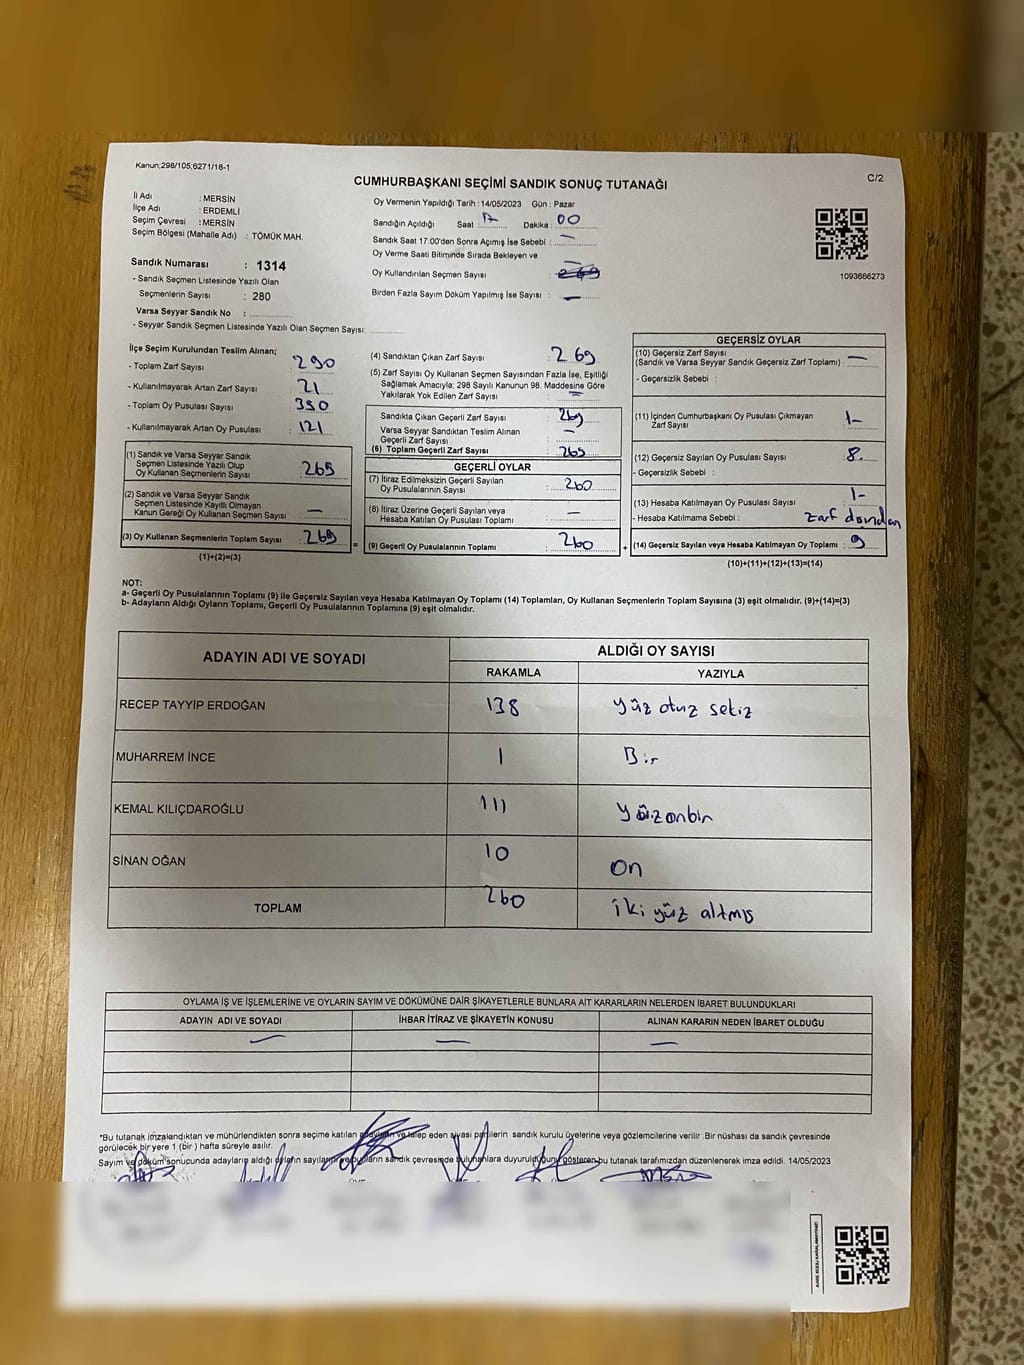 Kanun;298/105;6271/18-1
C/2
CUMHURBAŞKANI SEÇİMİ SANDIK SONUÇ TUTANAĞI
İl Adı : MERSİN
İlçe Adı : ERDEMLİ
Seçim Çevresi : MERSİN
Seçim Bölgesi (Mahalle Adı) : TÖMÜK MAH.
Sandık Numarası : 1314
- Sandık Seçmen Listesinde Yazılı Olan
Seçmenlerin Sayısı : 280
Varsa Seyyar Sandık No :
- Seyyar Sandık Seçmen Listesinde Yazılı Olan Seçmen Sayısı:
Oy Vermenin Yapıldığı Tarih : 14/05/2023 Gün : Pazar
Sandığın Açıldığı Saat : 17 Dakika : 00
Sandık Saat 17:00'den Sonra Açımış İse Sebebi : —
Oy Verme Saati Bitiminde Sırada Bekleyen ve
Oy Kullandırılan Seçmen Sayısı :
Birden Fazla Sayım Döküm Yapılmış İse Sayısı : —
1093666273
İlçe Seçim Kurulundan Teslim Alınan;
- Toplam Zarf Sayısı : 290
- Kullanılmayarak Artan Zarf Sayısı : 21
- Toplam Oy Pusulası Sayısı : 390
- Kullanılmayarak Artan Oy Pusulası : 121
(1) Sandık ve Varsa Seyyar Sandık
Seçmen Listesinde Yazılı Olup
Oy Kullanan Seçmenlerin Sayısı : 269
(2) Sandık ve Varsa Seyyar Sandık
Seçmen Listesinde Kayıtlı Olmayan
Kanun Gereği Oy Kullanan Seçmen Sayısı : —
(3) Oy Kullanan Seçmenlerin Toplam Sayısı : 269
(1)+(2)=(3)
(4) Sandıktan Çıkan Zarf Sayısı : 269
(5) Zarf Sayısı Oy Kullanan Seçmen Sayısından Fazla İse, Eşitliği
Sağlamak Amacıyla; 298 Sayılı Kanunun 98. Maddesine Göre
Yakılarak Yok Edilen Zarf Sayısı : —
Sandıkta Çıkan Geçerli Zarf Sayısı : 269
Varsa Seyyar Sandıktan Teslim Alınan
Geçerli Zarf Sayısı : —
(6) Toplam Geçerli Zarf Sayısı : 269
GEÇERLİ OYLAR
(7) İtiraz Edilmeksizin Geçerli Sayılan
Oy Pusulalarının Sayısı : 260
(8) İtiraz Üzerine Geçerli Sayılan veya
Hesaba Katılan Oy Pusulası Toplamı : —
= (9) Geçerli Oy Pusulalarının Toplamı : 260 +
GEÇERSİZ OYLAR
(10) Geçersiz Zarf Sayısı
(Sandık ve Varsa Seyyar Sandık Geçersiz Zarf Toplamı) : —
- Geçersizlik Sebebi :
(11) İçinden Cumhurbaşkanı Oy Pusulası Çıkmayan
Zarf Sayısı : 1-
(12) Geçersiz Sayılan Oy Pusulası Sayısı : 8.
- Geçersizlik Sebebi :
(13) Hesaba Katılmayan Oy Pusulası Sayısı : 1-
- Hesaba Katılmama Sebebi : Zarf dışından
(14) Geçersiz Sayılan veya Hesaba Katılmayan Oy Toplamı : 9
(10)+(11)+(12)+(13)=(14)
NOT:
a- Geçerli Oy Pusulalarının Toplamı (9) ile Geçersiz Sayılan veya Hesaba Katılmayan Oy Toplamı (14) Toplamları, Oy Kullanan Seçmenlerin Toplam Sayısına (3) eşit olmalıdır. (9)+(14)=(3)
b- Adayların Aldığı Oyların Toplamı, Geçerli Oy Pusulalarının Toplamına (9) eşit olmalıdır.
ADAYIN ADI VE SOYADI ALDIĞI OY SAYISI
RAKAMLA YAZIYLA
RECEP TAYYİP ERDOĞAN 138 yüz otuz sekiz
MUHARREM İNCE 1 Bir
KEMAL KILIÇDAROĞLU 111 yüzonbir
SİNAN OĞAN 10 on
TOPLAM 260 iki yüz altmış
OYLAMA İŞ VE İŞLEMLERİNE VE OYLARIN SAYIM VE DÖKÜMÜNE DAİR ŞİKAYETLERLE BUNLARA AİT KARARLARIN NELERDEN İBARET BULUNDUKLARI
ADAYIN ADI VE SOYADI İHBAR İTİRAZ VE ŞİKAYETİN KONUSU ALINAN KARARIN NEDEN İBARET OLDUĞU
— — —
*Bu tutanak imzalandıktan ve mühürlendikten sonra seçime katılan adayların ve talep eden siyasi partilerin sandık kurulu üyelerine veya gözlemcilerine verilir .Bir nüshası da sandık çevresinde
görülecek bir yere 1 (bir ) hafta süreyle asılır.
Sayım ve döküm sonucunda adayların aldığı oyların sayıları ve bunların sandık çevresinde bulunanlara duyurulduğunu gösteren bu tutanak tarafımızdan düzenlenerek imza edildi. 14/05/2023